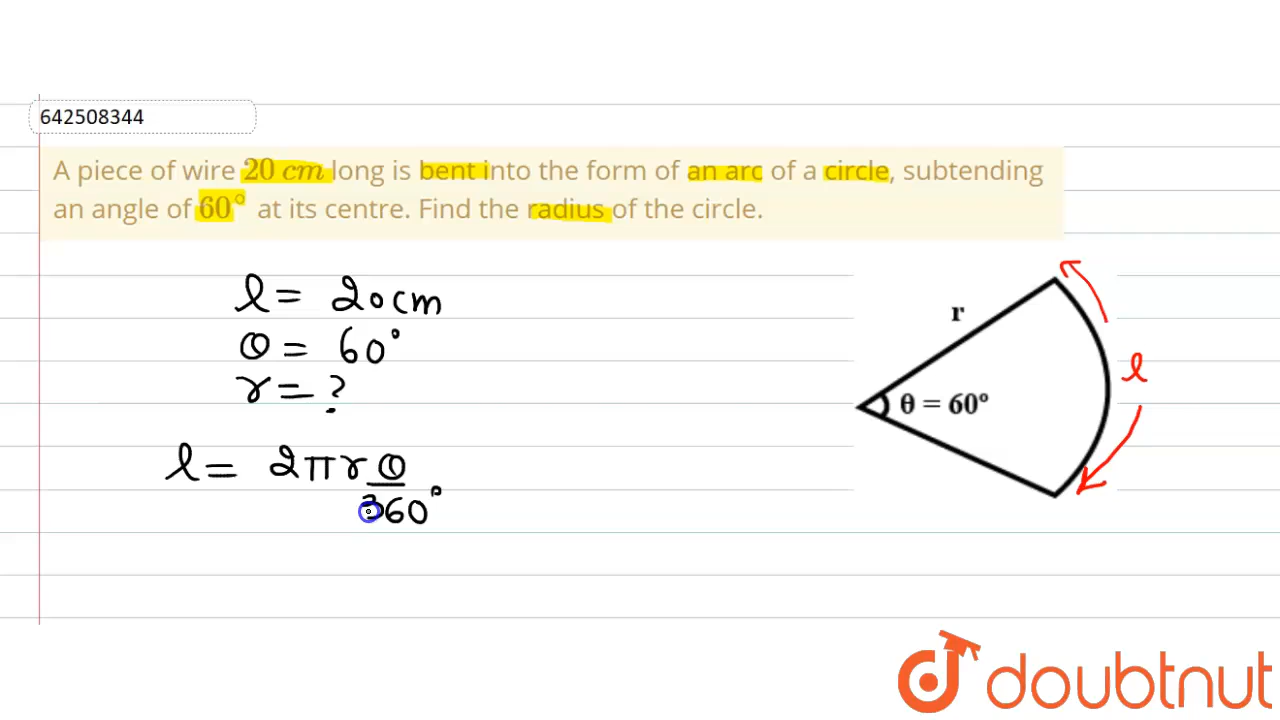 642508344
A piece of wire 20 cm long is bent into the form of an arc of a circle, subtending
an angle of 60° at its centre. Find the radius of the circle.
l = 20cm
θ = 60°
r = ?
l = 2πr θ
360°
r
l
θ = 60°
doubtnut